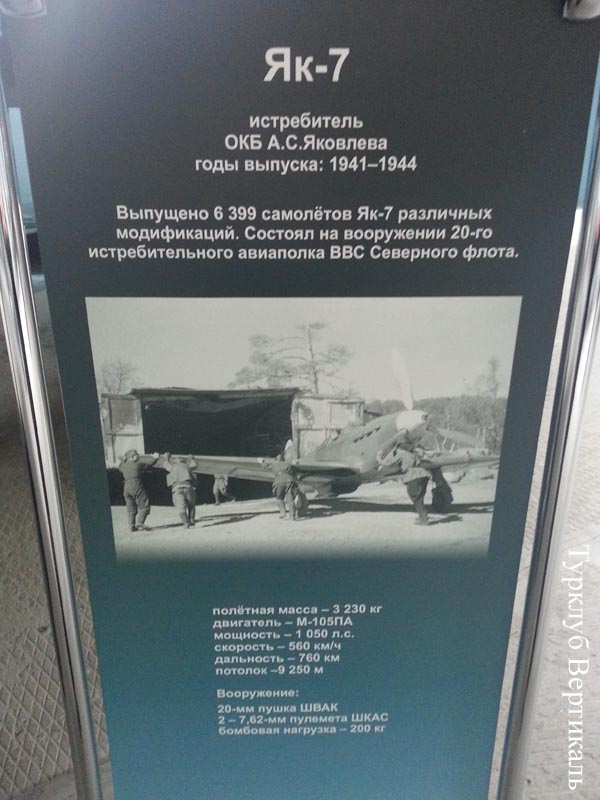 Як-7
истребитель
ОКБ А.С.Яковлева
годы выпуска: 1941–1944
Выпущено 6 399 самолётов Як-7 различных
модификаций. Состоял на вооружении 20-го
истребительного авиаполка ВВС Северного флота.
полётная масса – 3 230 кг
двигатель – М-105ПА
мощность – 1 050 л.с.
скорость – 560 км/ч
дальность – 760 км
потолок –9 250 м
Вооружение:
20-мм пушка ШВАК
2 – 7,62-мм пулемета ШКАС
бомбовая нагрузка – 200 кг
Турклуб Вертикаль